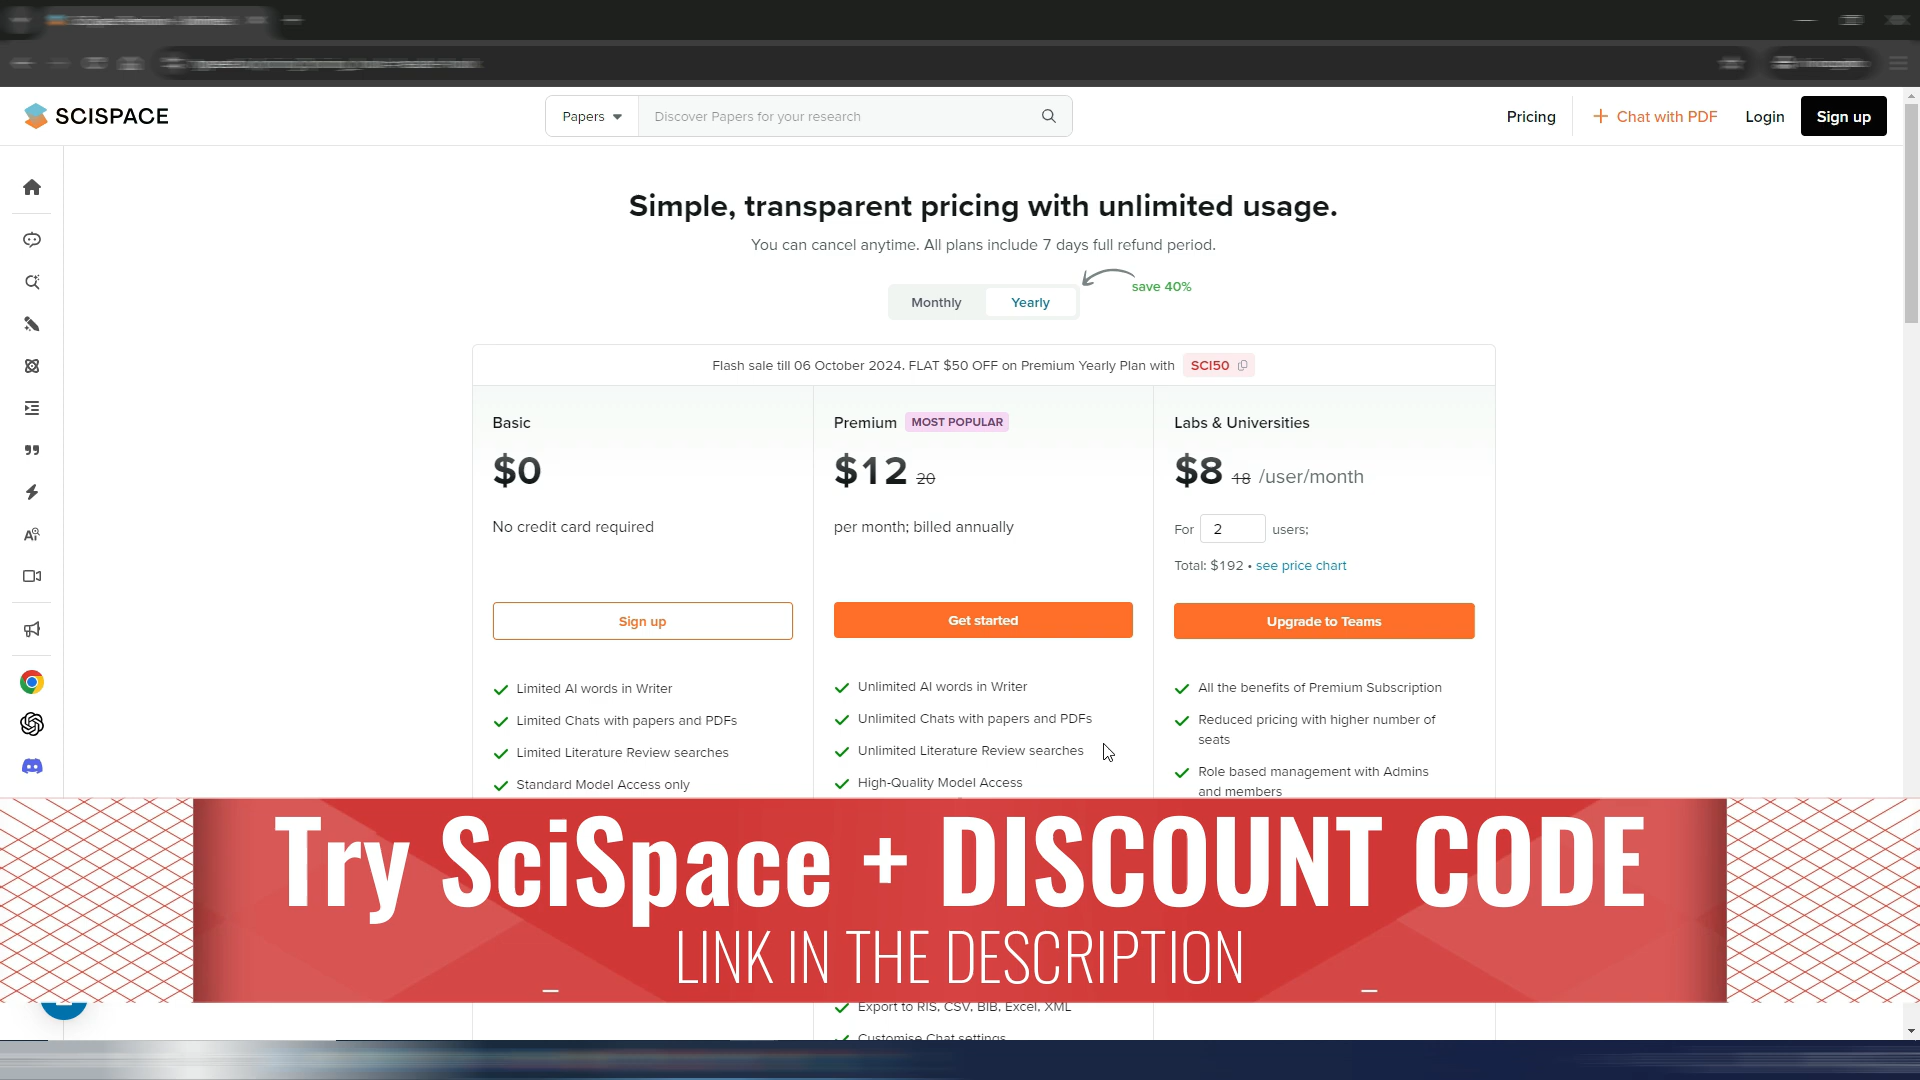 SCISPACE
Papers
Discover Papers for your research
Pricing
Chat with PDF
Login
Sign up
Simple, transparent pricing with unlimited usage.
You can cancel anytime. All plans include 7 days full refund period.
save 40%
Monthly
Yearly
Flash sale till 06 October 2024. FLAT $50 OFF on Premium Yearly Plan with SCI50
Basic
$0
No credit card required
Sign up
Limited AI words in Writer
Limited Chats with papers and PDFs
Limited Literature Review searches
Standard Model Access only
Premium MOST POPULAR
$12 20
per month; billed annually
Get started
Unlimited AI words in Writer
Unlimited Chats with papers and PDFs
Unlimited Literature Review searches
High-Quality Model Access
Labs & Universities
$8 18 /user/month
For 2 users;
Total: $192 • see price chart
Upgrade to Teams
All the benefits of Premium Subscription
Reduced pricing with higher number of
seats
Role based management with Admins
and members
Try SciSpace + DISCOUNT CODE
LINK IN THE DESCRIPTION
Export to RIS, CSV, BIB, Excel, XML
Customise Chat settings